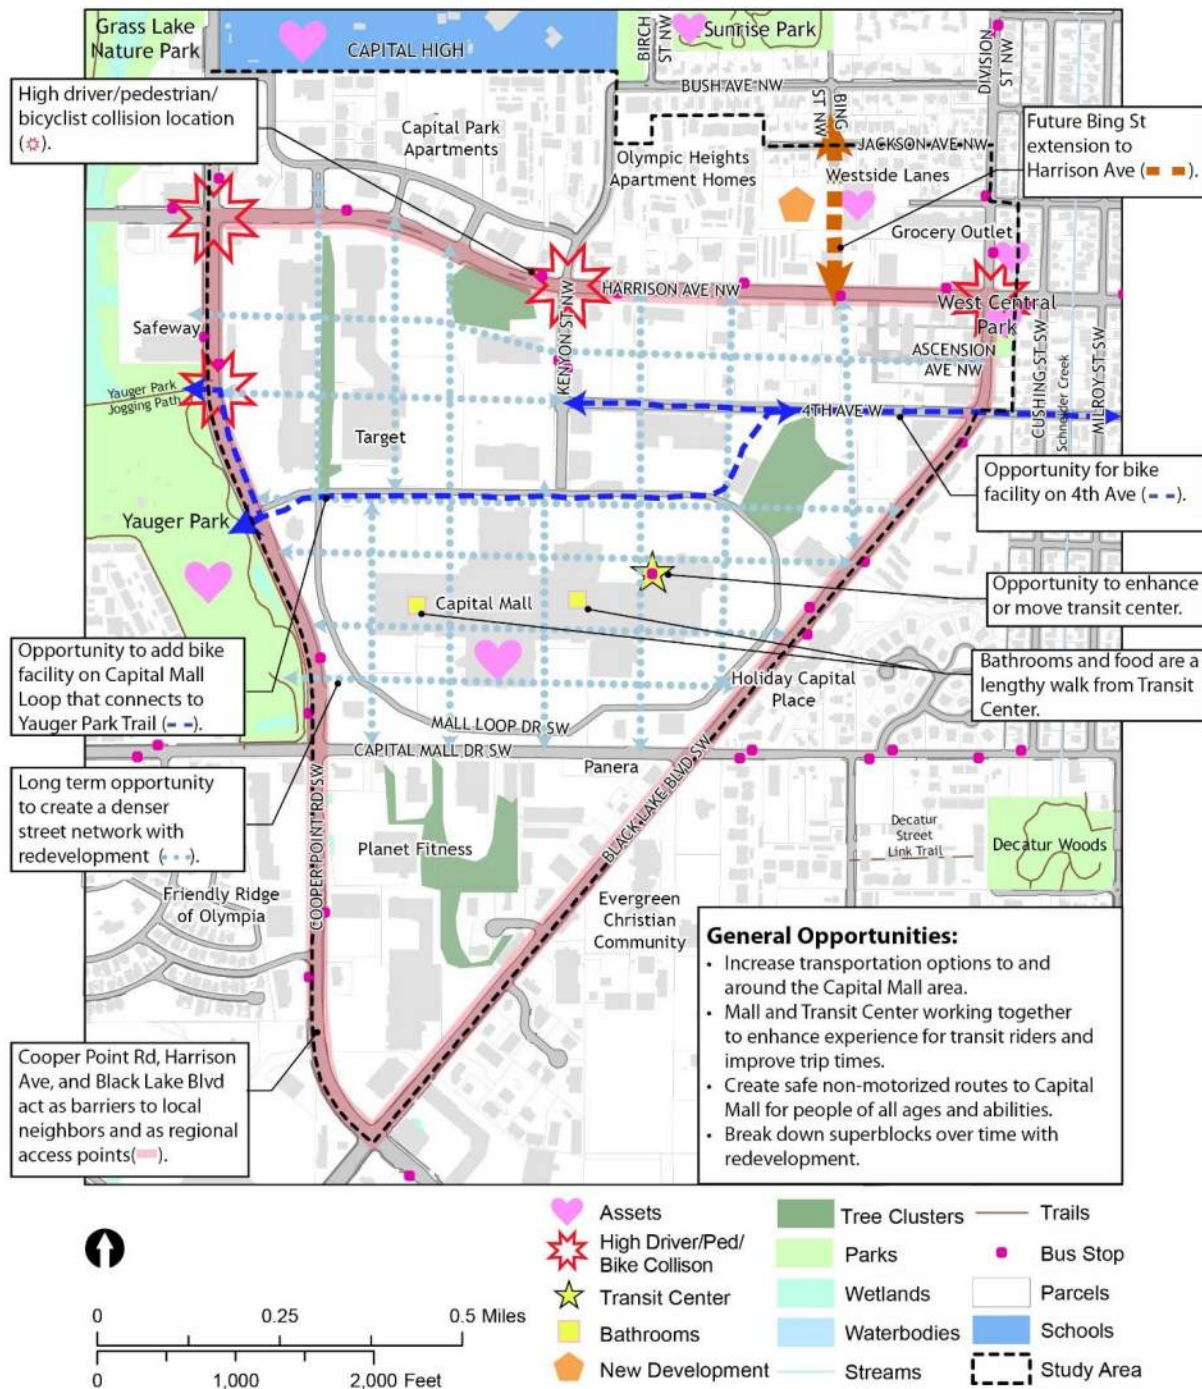 Grass Lake
Nature Park
CAPITAL HIGH
BIRCH
ST NW
Sunrise Park
DIVISION
ST NW
BUSH AVE NW
High driver/pedestrian/
bicyclist collision location
( ).
Capital Park
Apartments
BING
ST NW
Future Bing St
extension to
Harrison Ave ( ).
JACKSON AVE NW
Olympic Heights
Apartment Homes
Westside Lanes
Grocery Outlet
HARRISON AVE NW
West Central
Park
Safeway
KENYON ST NW
ASCENSION
AVE NW
CUSHING ST SW
Schneider Creek
MILROY ST SW
Yauger Park
Jogging Path
4TH AVE W
Target
Opportunity for bike
facility on 4th Ave ( ).
Yauger Park
Opportunity to enhance
or move transit center.
Capital Mall
Opportunity to add bike
facility on Capital Mall
Loop that connects to
Yauger Park Trail ( ).
Bathrooms and food are a
lengthy walk from Transit
Center.
Holiday Capital
Place
MALL LOOP DR SW
CAPITAL MALL DR SW
Panera
Long term opportunity
to create a denser
street network with
redevelopment ( ).
COOPER POINT RD SW
BLACK LAKE BLVD SW
Planet Fitness
Decatur
Street
Link Trail
Decatur Woods
Friendly Ridge
of Olympia
Evergreen
Christian
Community
General Opportunities:
• Increase transportation options to and
around the Capital Mall area.
• Mall and Transit Center working together
to enhance experience for transit riders and
improve trip times.
• Create safe non-motorized routes to Capital
Mall for people of all ages and abilities.
• Break down superblocks over time with
redevelopment.
Cooper Point Rd, Harrison
Ave, and Black Lake Blvd
act as barriers to local
neighbors and as regional
access points( ).
Assets
High Driver/Ped/
Bike Collison
Transit Center
Bathrooms
New Development
Tree Clusters
Parks
Wetlands
Waterbodies
Streams
Trails
Bus Stop
Parcels
Schools
Study Area
0 0.25 0.5 Miles
0 1,000 2,000 Feet